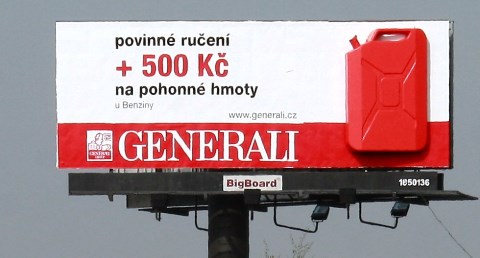 povinné ručení
+ 500 Kč
na pohonné hmoty
u Benziny
www.generali.cz
GENERALI
BigBoard
1850136